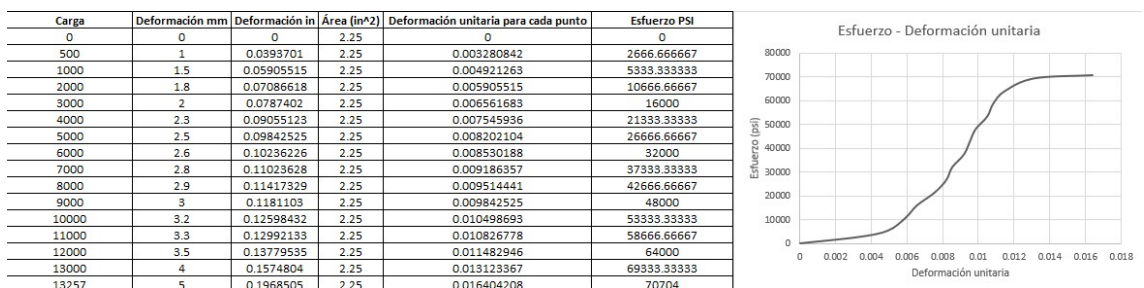 Carga Deformación mm Deformación in Área (in^2) Deformación unitaria para cada punto Esfuerzo PSI
0 0 0 2.25 0 0
500 1 0.0393701 2.25 0.003280842 2666.666667
1000 1.5 0.05905515 2.25 0.004921263 5333.333333
2000 1.8 0.07086618 2.25 0.005905515 10666.66667
3000 2 0.0787402 2.25 0.006561683 16000
4000 2.3 0.09055123 2.25 0.007545936 21333.33333
5000 2.5 0.09842525 2.25 0.008202104 26666.66667
6000 2.6 0.10236226 2.25 0.008530188 32000
7000 2.8 0.11023628 2.25 0.009186357 37333.33333
8000 2.9 0.11417329 2.25 0.009514441 42666.66667
9000 3 0.1181103 2.25 0.009842525 48000
10000 3.2 0.12598432 2.25 0.010498693 53333.33333
11000 3.3 0.12992133 2.25 0.010826778 58666.66667
12000 3.5 0.13779535 2.25 0.011482946 64000
13000 4 0.1574804 2.25 0.013123367 69333.33333
13257 5 0.1968505 2.25 0.016404208 70704
Esfuerzo - Deformación unitaria
Esfuerzo (psi)
80000
70000
60000
50000
40000
30000
20000
10000
0
0 0.002 0.004 0.006 0.008 0.01 0.012 0.014 0.016 0.018
Deformación unitaria